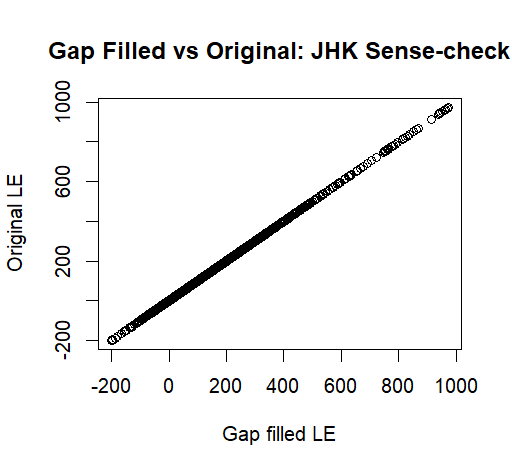 Gap Filled vs Original: JHK Sense-check
1000
600
200
-200
Original LE
-200 0 200 400 600 800 1000
Gap filled LE